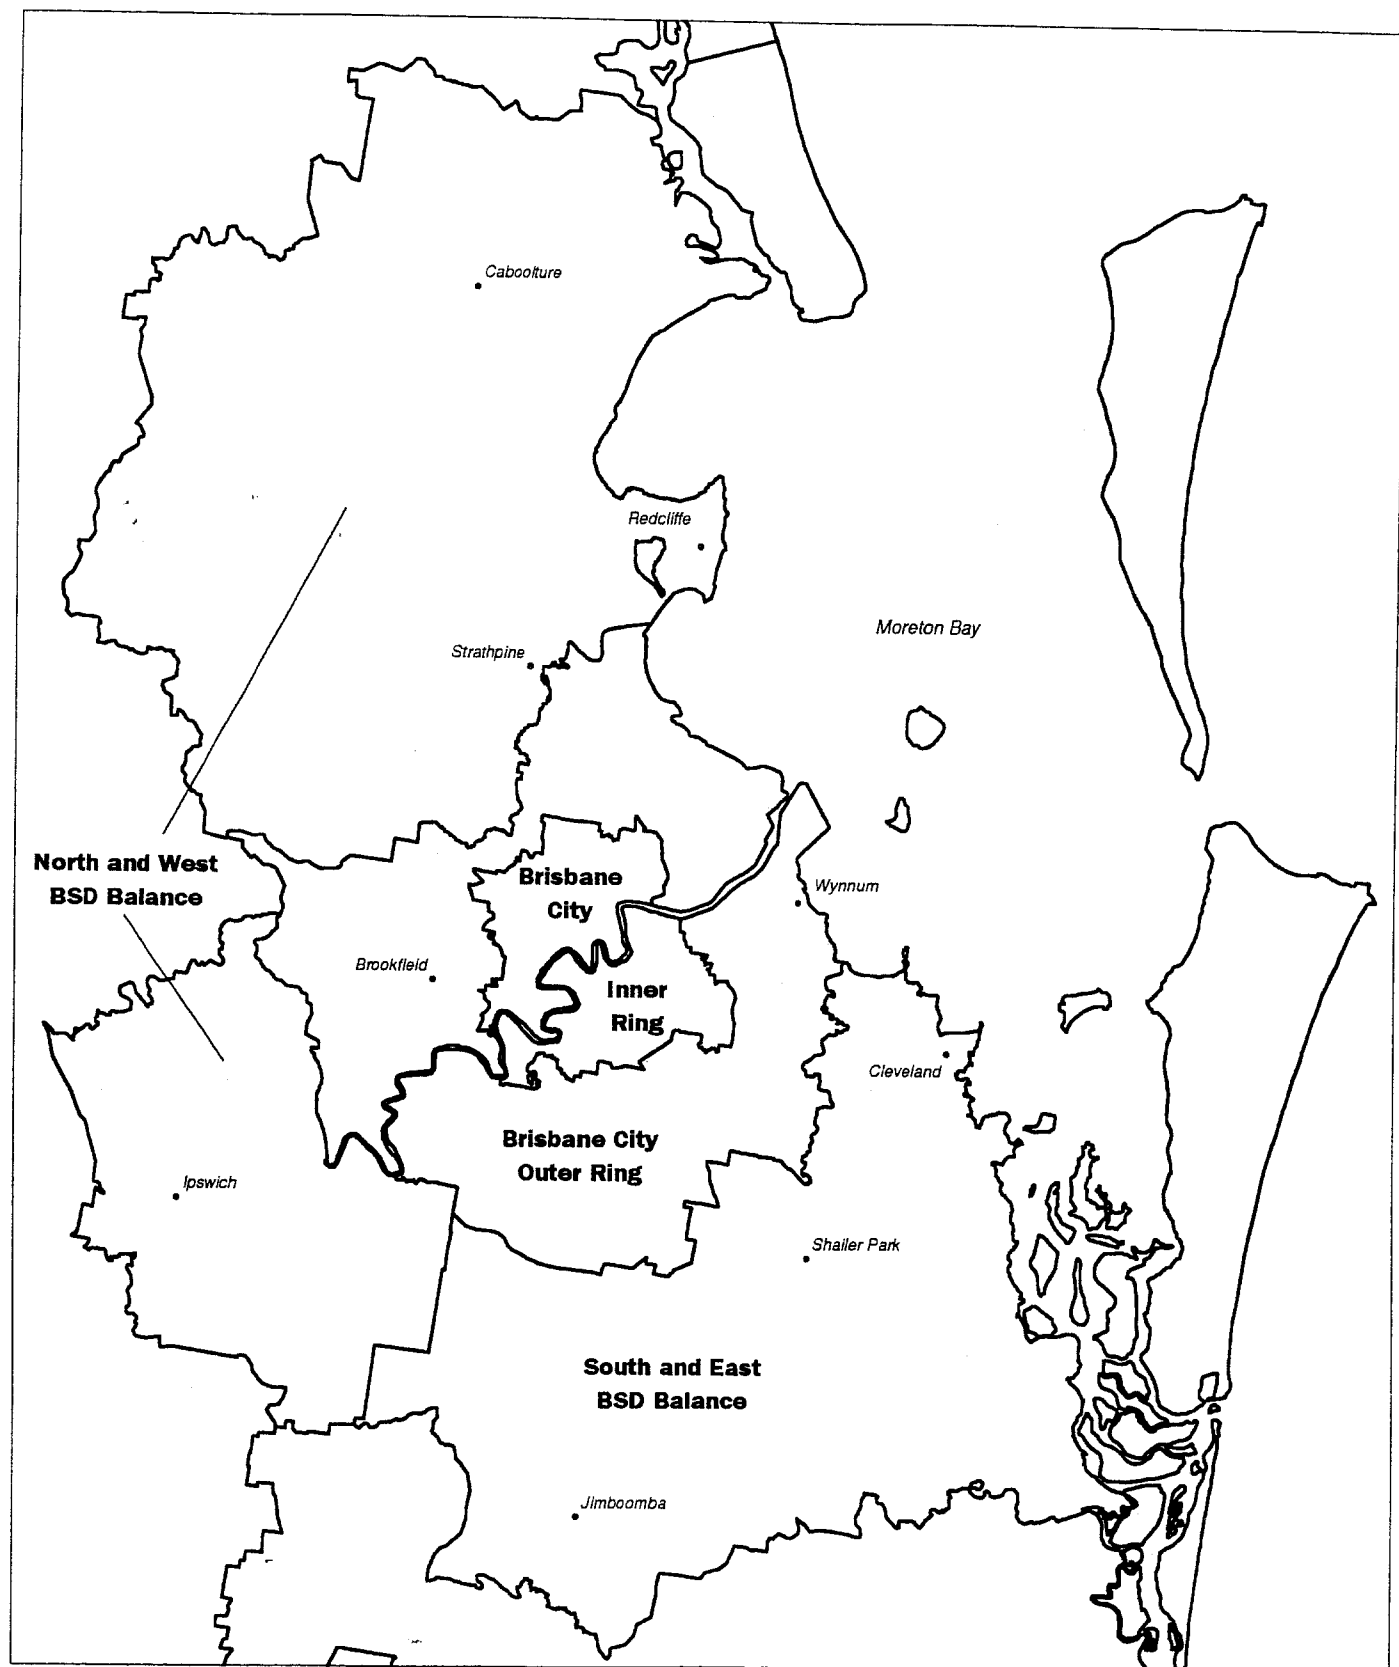 Caboolture
Redcliffe
Moreton Bay
Strathpine
North and West
BSD Balance
Brisbane
City
Wynnum
Brookfield
Inner
Ring
Cleveland
Brisbane City
Outer Ring
Ipswich
Shailer Park
South and East
BSD Balance
Jimboomba